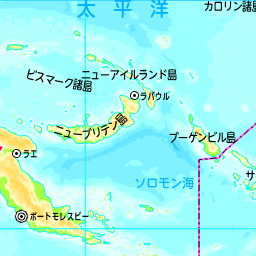 太平洋
カロリン諸島
ビスマーク諸島
ニューアイルランド島
ラバウル
ニューブリテン島
ブーゲンビル島
ラエ
ソロモン海
サ
ポートモレスビー